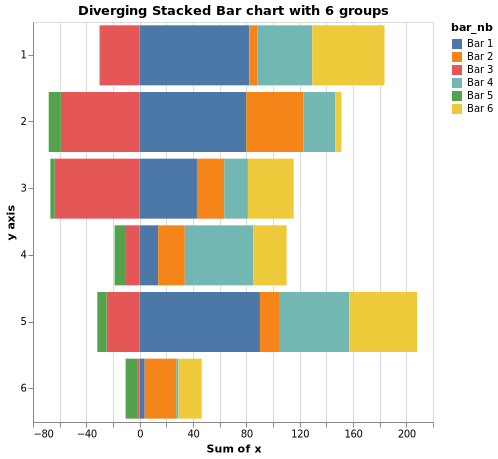 Diverging Stacked Bar chart with 6 groups
bar_nb
Bar 1
Bar 2
Bar 3
Bar 4
Bar 5
Bar 6
y axis
1
2
3
4
5
6
−80 −40 0 40 80 120 160 200
Sum of x